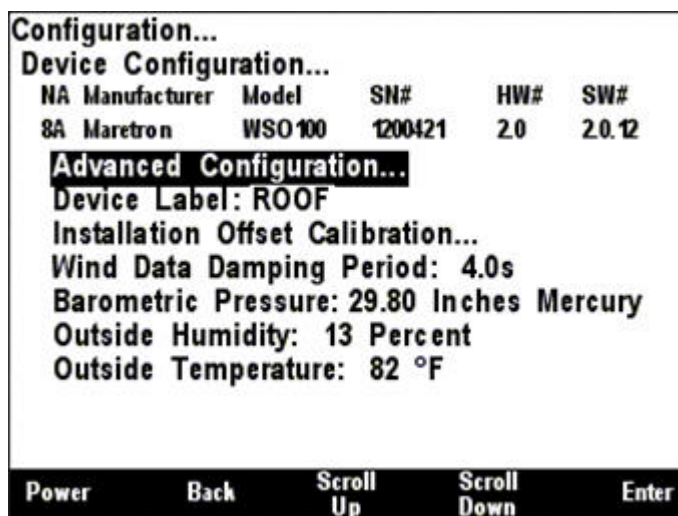 Configuration...
Device Configuration...
NA Manufacturer Model SN# HW# SW#
8A Maretron WSO100 1200421 2.0 2.0.12
Advanced Configuration...
Device Label: ROOF
Installation Offset Calibration...
Wind Data Damping Period: 4.0s
Barometric Pressure: 29.80 Inches Mercury
Outside Humidity: 13 Percent
Outside Temperature: 82 °F
Power Back Scroll Up Scroll Down Enter